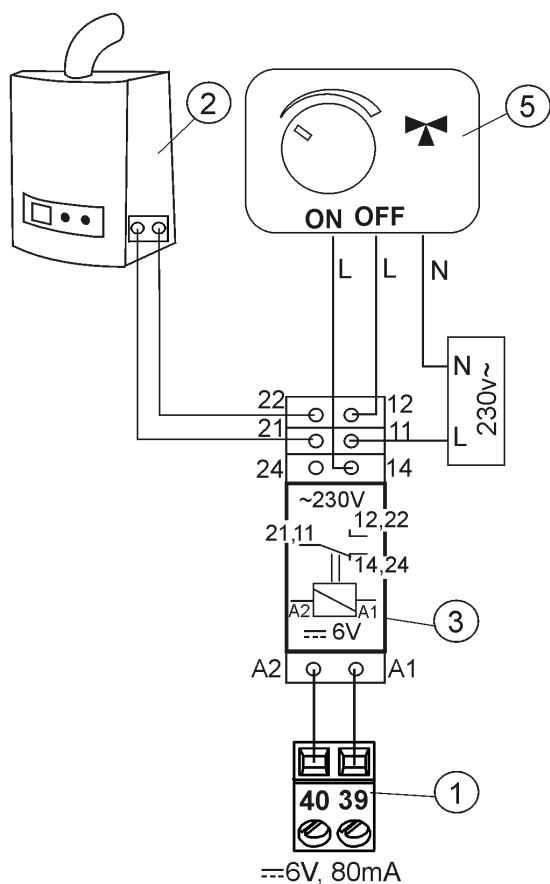 2
5
ON OFF
L L N
N
230v~
L
22 12
21 11
24 14
~230V
12,22
21,11
14,24
A2 A1
⎓ 6V
3
A2 A1
40 39
1
⎓6V, 80mA